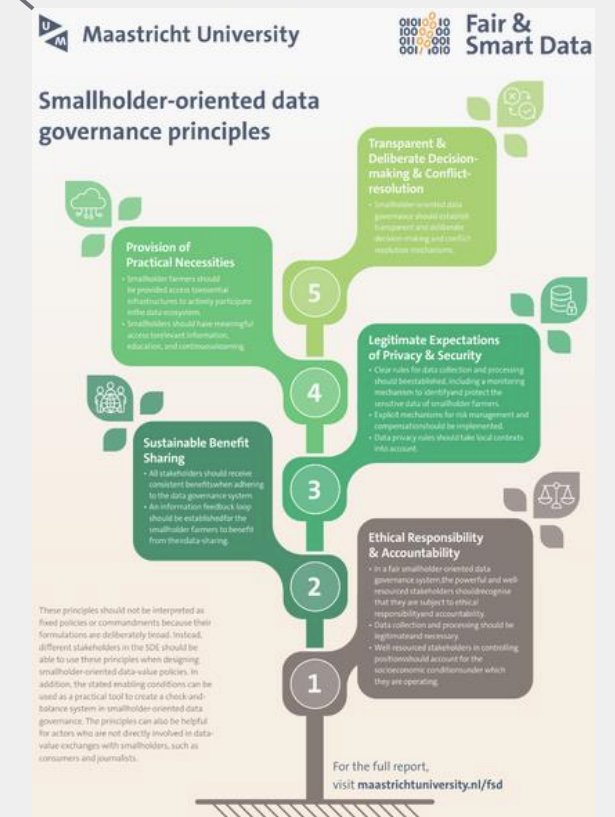 Maastricht University
Fair &
Smart Data
Smallholder-oriented data
governance principles
Transparent &
Deliberate Decision-
making & Conflict-
resolution
• Smallholder-oriented data
governance should establish
transparent and deliberate
decision-making and conflict
resolution mechanisms.
5
Provision of
Practical Necessities
• Smallholder farmers should
be provided access toessential
infrastructures to actively participate
inthe data ecosystem.
• Smallholders should have meaningful
access torelevant information,
education, and continuouslearning.
4
Legitimate Expectations
of Privacy & Security
• Clear rules for data collection and processing
should beestablished, including a monitoring
mechanism to identifyand protect the
sensitive data of smallholder farmers.
• Explicit mechanisms for risk management and
compensationshould be implemented.
• Data privacy rules should take local contexts
into account.
3
Sustainable Benefit
Sharing
• All stakeholders should receive
consistent benefitswhen adhering
to the data governance system
• An information feedback loop
should be establishedfor the
smallholder farmers to benefit
from theirdata-sharing.
2
Ethical Responsibility
& Accountability
• In a fair smallholder-oriented data
governance system,the powerful and well-
resourced stakeholders shouldrecognise
that they are subject to ethical
responsibilityand accountability.
• Data collection and processing should be
legitimateand necessary.
• Well-resourced stakeholders in controlling
positionsshould account for the
socioeconomic conditionsunder which
they are operating.
1
These principles should not be interpreted as
fixed policies or commandments because their
formulations are deliberately broad. Instead,
different stakeholders in the SDE should be
able to use these principles when designing
smallholder-oriented data-value policies. In
addition, the stated enabling conditions can be
used as a practical tool to create a check-and-
balance system in smallholder-oriented data
governance. The principles can also be helpful
for actors who are not directly involved in data-
value exchanges with smallholders, such as
consumers and journalists.
For the full report,
visit maastrichtuniversity.nl/fsd